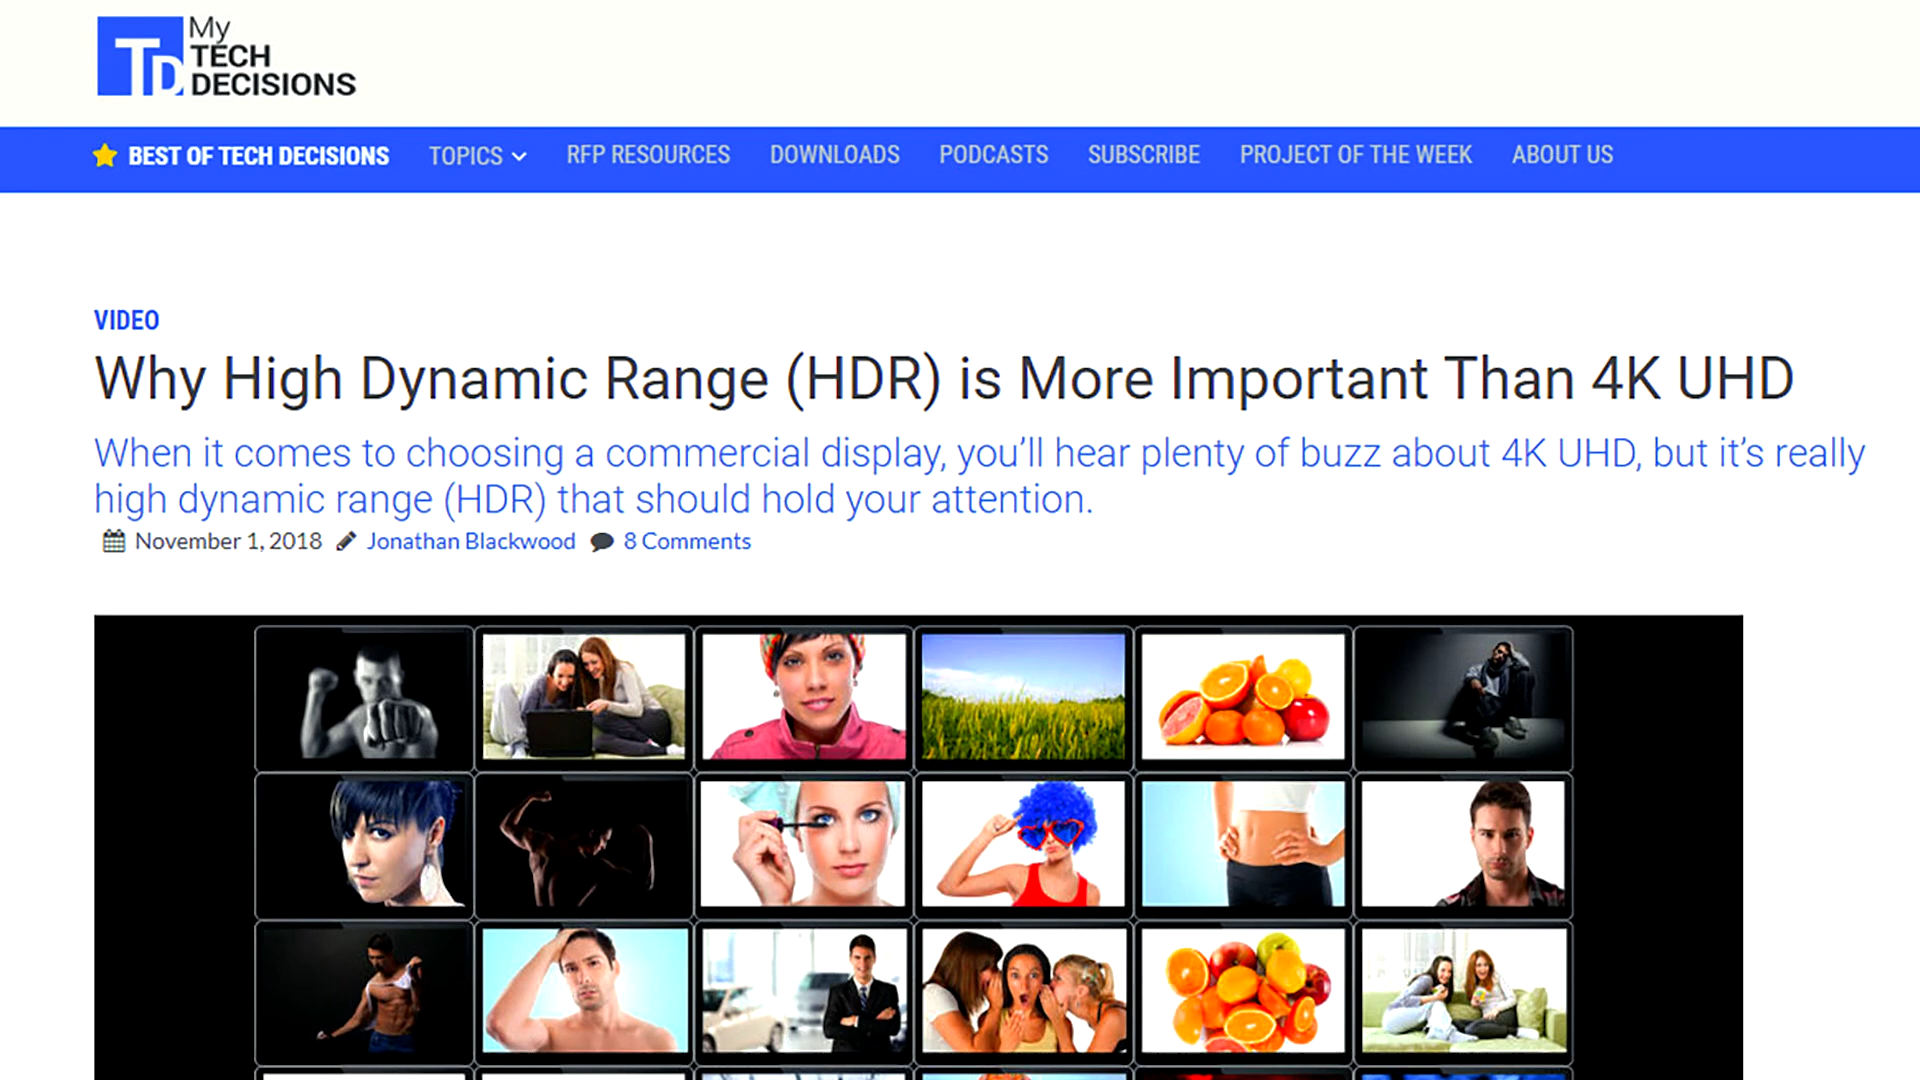 My
TECH
DECISIONS
TD
BEST OF TECH DECISIONS TOPICS RFP RESOURCES DOWNLOADS PODCASTS SUBSCRIBE PROJECT OF THE WEEK ABOUT US
VIDEO
Why High Dynamic Range (HDR) is More Important Than 4K UHD
When it comes to choosing a commercial display, you’ll hear plenty of buzz about 4K UHD, but it’s really
high dynamic range (HDR) that should hold your attention.
November 1, 2018 Jonathan Blackwood 8 Comments